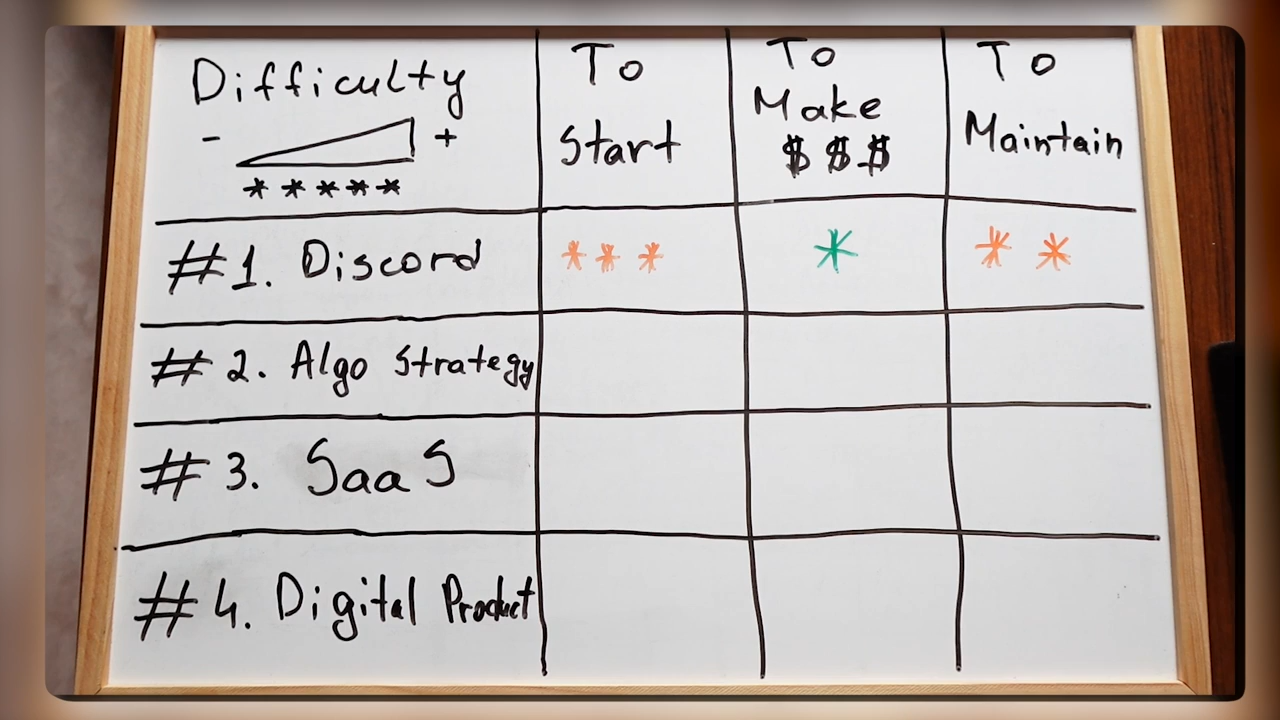 Difficulty
- +
* * * * *
To
Start
To
Make
$ $ $
To
Maintain
#1. Discord
* * *
*
* *
# 2. Algo Strategy
# 3. SaaS
# 4. Digital Product